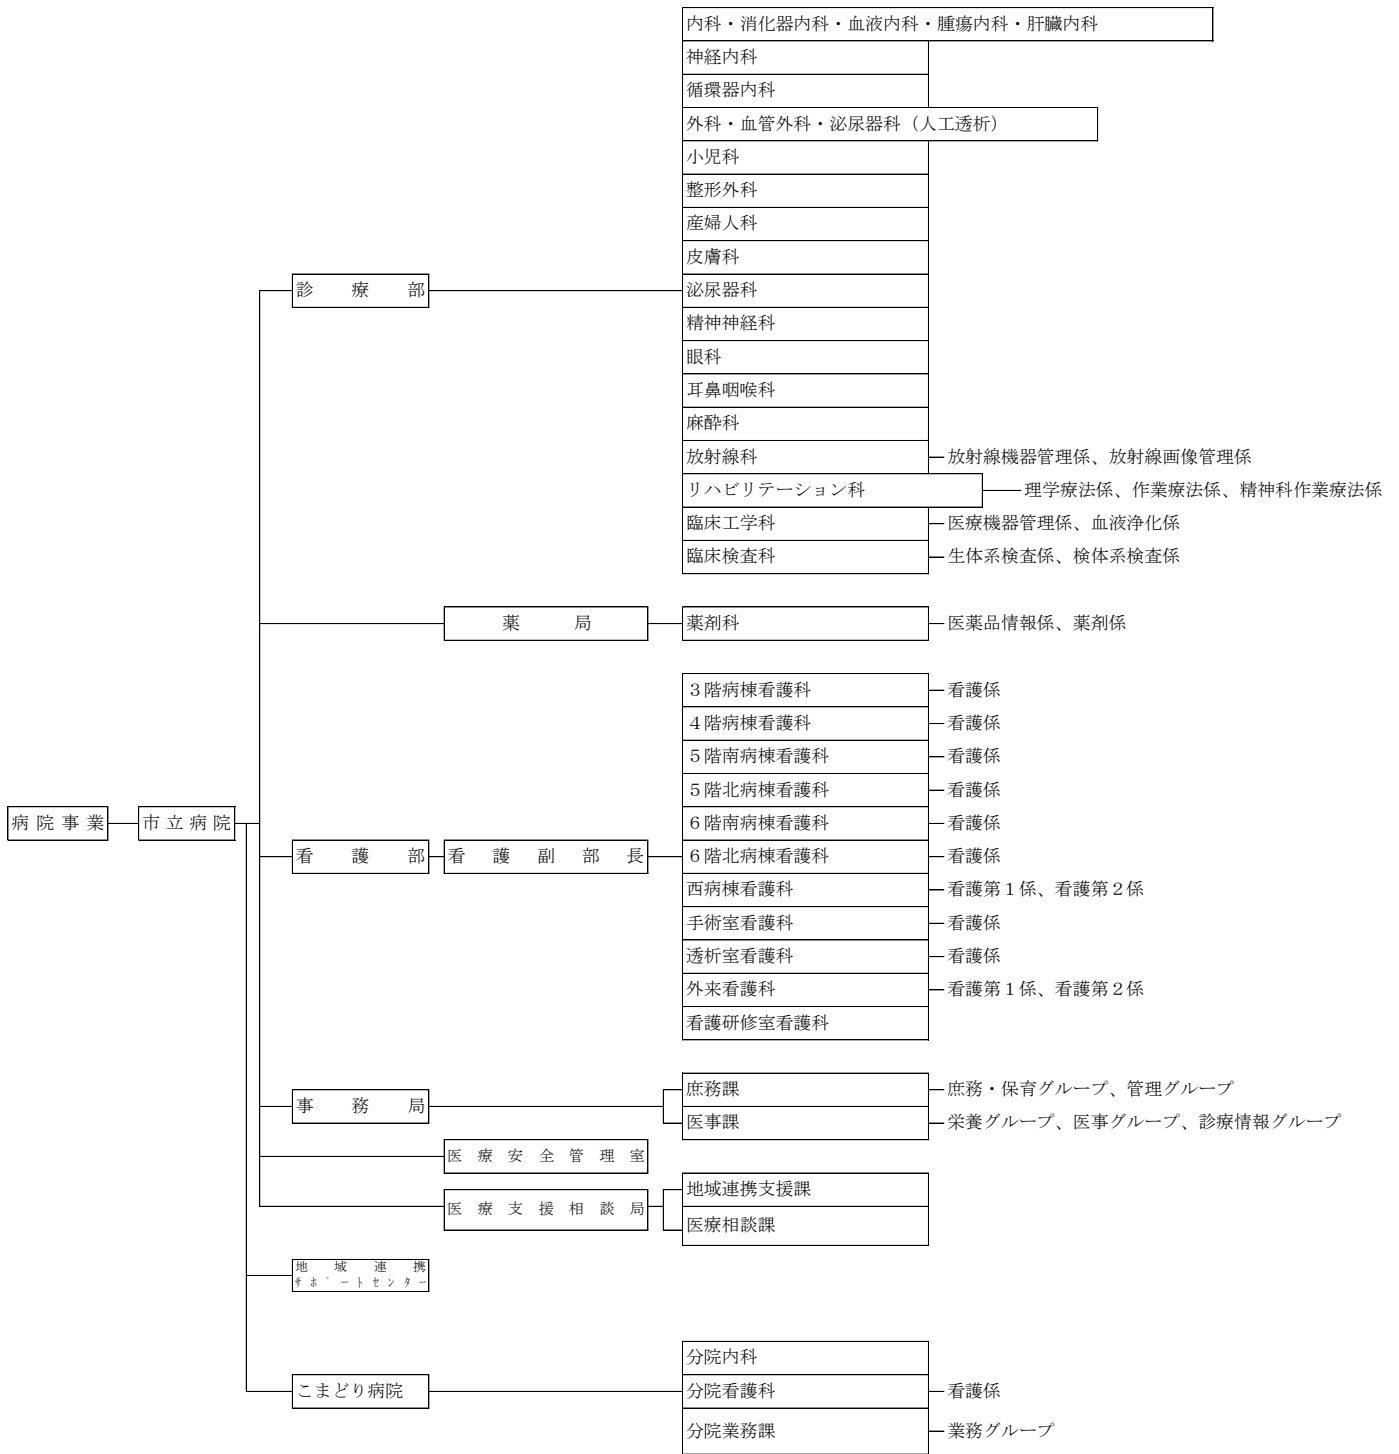 内科・消化器内科・血液内科・腫瘍内科・肝臓内科
神経内科
循環器内科
外科・血管外科・泌尿器科（人工透析）
小児科
整形外科
産婦人科
皮膚科
診療部 泌尿器科
精神神経科
眼科
耳鼻咽喉科
麻酔科
放射線科 放射線機器管理係、放射線画像管理係
リハビリテーション科 理学療法係、作業療法係、精神科作業療法係
臨床工学科 医療機器管理係、血液浄化係
臨床検査科 生体系検査係、検体系検査係
薬局 薬剤科 医薬品情報係、薬剤係
３階病棟看護科 看護係
４階病棟看護科 看護係
５階南病棟看護科 看護係
５階北病棟看護科 看護係
病院事業 市立病院 ６階南病棟看護科 看護係
看護部 看護副部長 ６階北病棟看護科 看護係
西病棟看護科 看護第１係、看護第２係
手術室看護科 看護係
透析室看護科 看護係
外来看護科 看護第１係、看護第２係
看護研修室看護科
庶務課 庶務・保育グループ、管理グループ
事務局
医事課 栄養グループ、医事グループ、診療情報グループ
医療安全管理室
地域連携支援課
医療支援相談局
医療相談課
地域連携
ｻﾎﾟｰﾄｾﾝﾀｰ
分院内科
こまどり病院 分院看護科 看護係
分院業務課 業務グループ